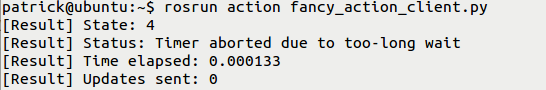 patrick@ubuntu:~$ rosrun action fancy_action_client.py
[Result] State: 4
[Result] Status: Timer aborted due to too-long wait
[Result] Time elapsed: 0.000133
[Result] Updates sent: 0